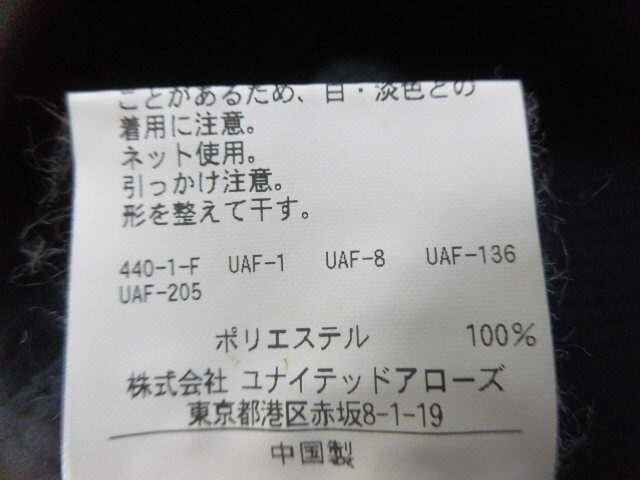 ことがあるため、白・淡色との
着用に注意。
ネット使用。
引っかけ注意。
形を整えて干す。
440-1-F UAF-1 UAF-8 UAF-136
UAF-205
ポリエステル 100%
株式会社 ユナイテッドアローズ
東京都港区赤坂8-1-19
中国製